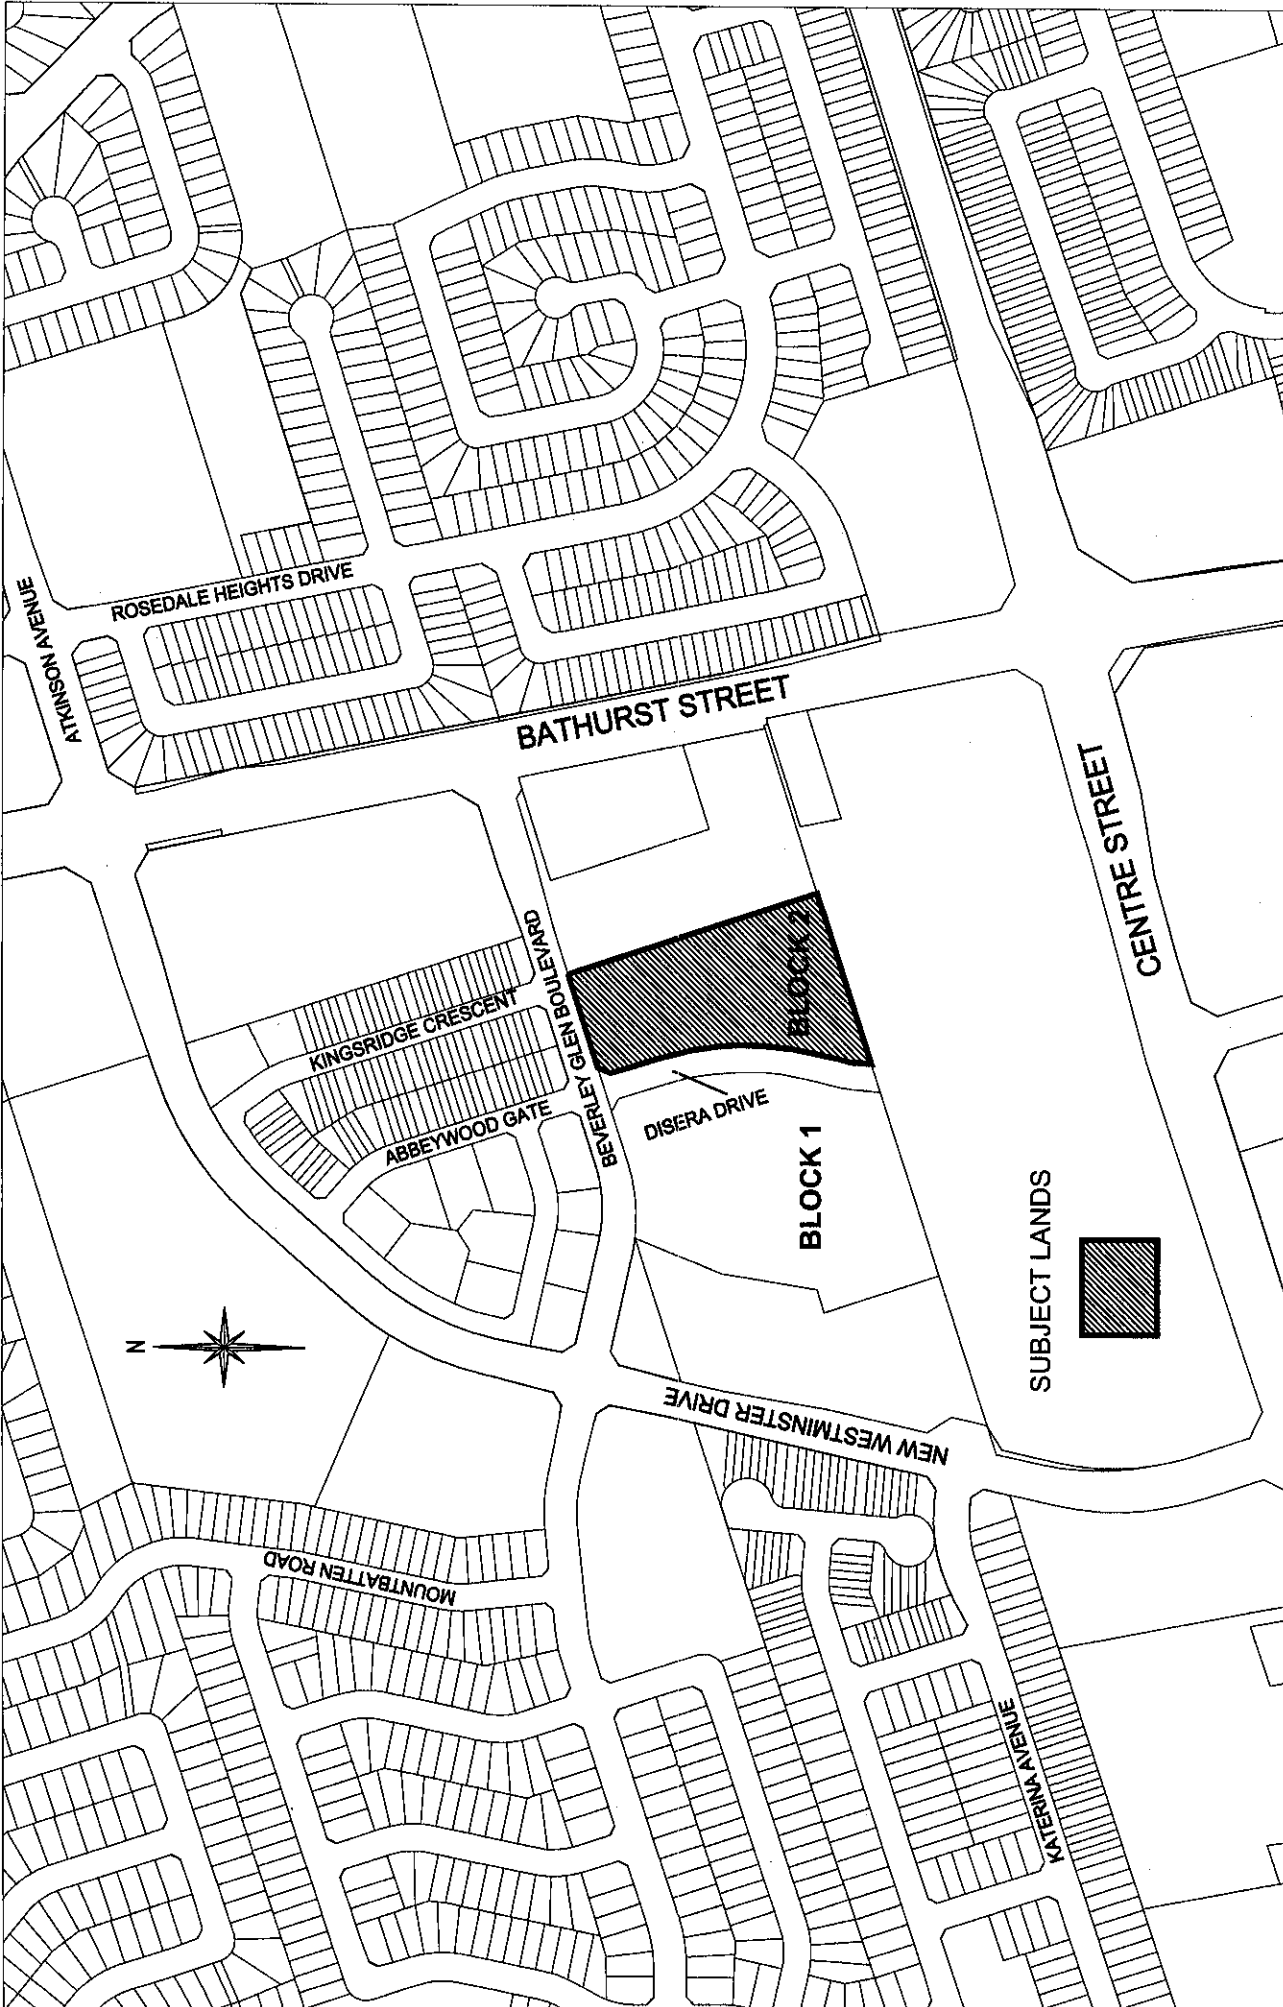 ATKINSON AVENUE
ROSEDALE HEIGHTS DRIVE
BATHURST STREET
CENTRE STREET
BEVERLEY GLEN BOULEVARD
KINGSRIDGE CRESCENT
ABBEYWOOD GATE
BLOCK 2
DISERA DRIVE
BLOCK 1
SUBJECT LANDS
N
NEW WESTMINSTER DRIVE
MOUNTBATTEN ROAD
KATERINA AVENUE